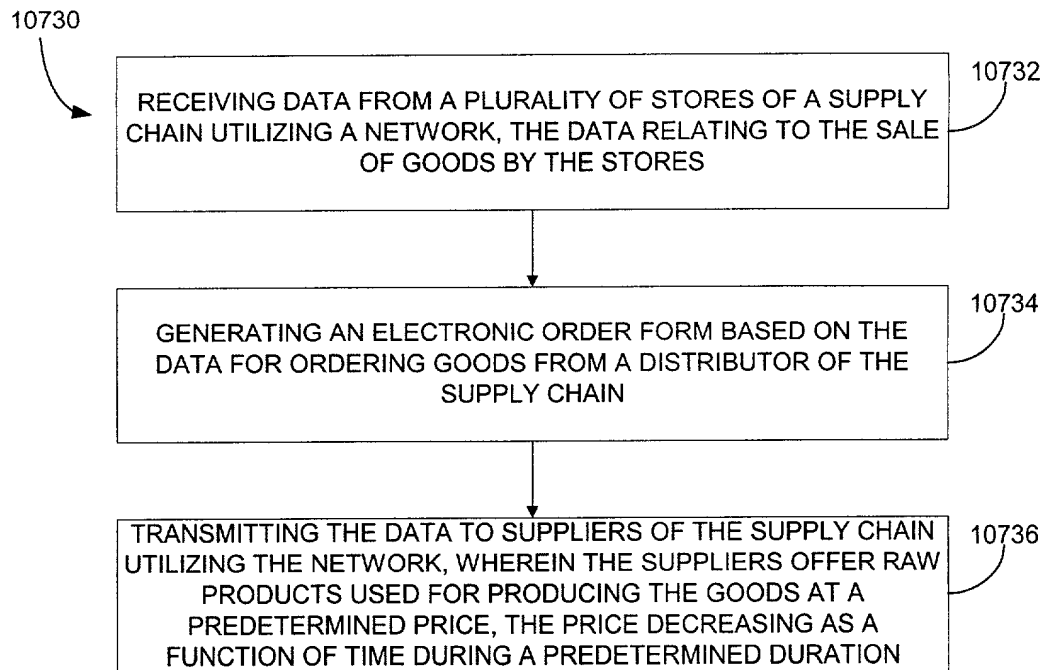 10730
10732
RECEIVING DATA FROM A PLURALITY OF STORES OF A SUPPLY
CHAIN UTILIZING A NETWORK, THE DATA RELATING TO THE SALE
OF GOODS BY THE STORES
10734
GENERATING AN ELECTRONIC ORDER FORM BASED ON THE
DATA FOR ORDERING GOODS FROM A DISTRIBUTOR OF THE
SUPPLY CHAIN
10736
TRANSMITTING THE DATA TO SUPPLIERS OF THE SUPPLY CHAIN
UTILIZING THE NETWORK, WHEREIN THE SUPPLIERS OFFER RAW
PRODUCTS USED FOR PRODUCING THE GOODS AT A
PREDETERMINED PRICE, THE PRICE DECREASING AS A
FUNCTION OF TIME DURING A PREDETERMINED DURATION